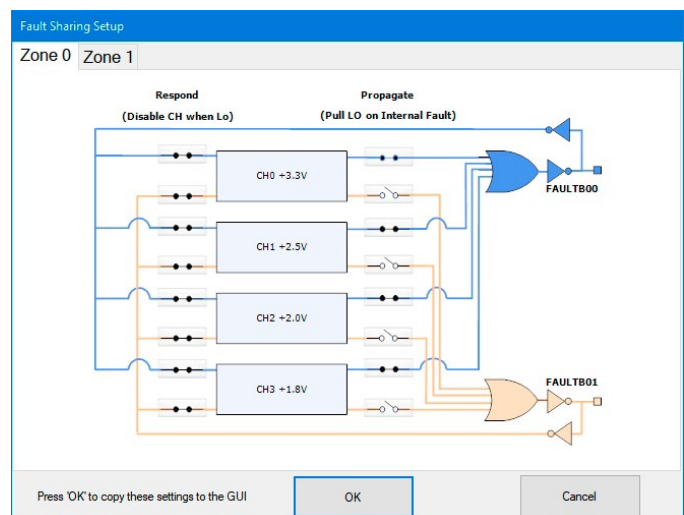 Fault Sharing Setup
Zone 0 Zone 1
Respond Propagate
(Disable CH when Lo) (Pull LO on Internal Fault)
CH0 +3.3V
FAULTB00
CH1 +2.5V
CH2 +2.0V
CH3 +1.8V
FAULTB01
Press 'OK' to copy these settings to the GUI OK Cancel